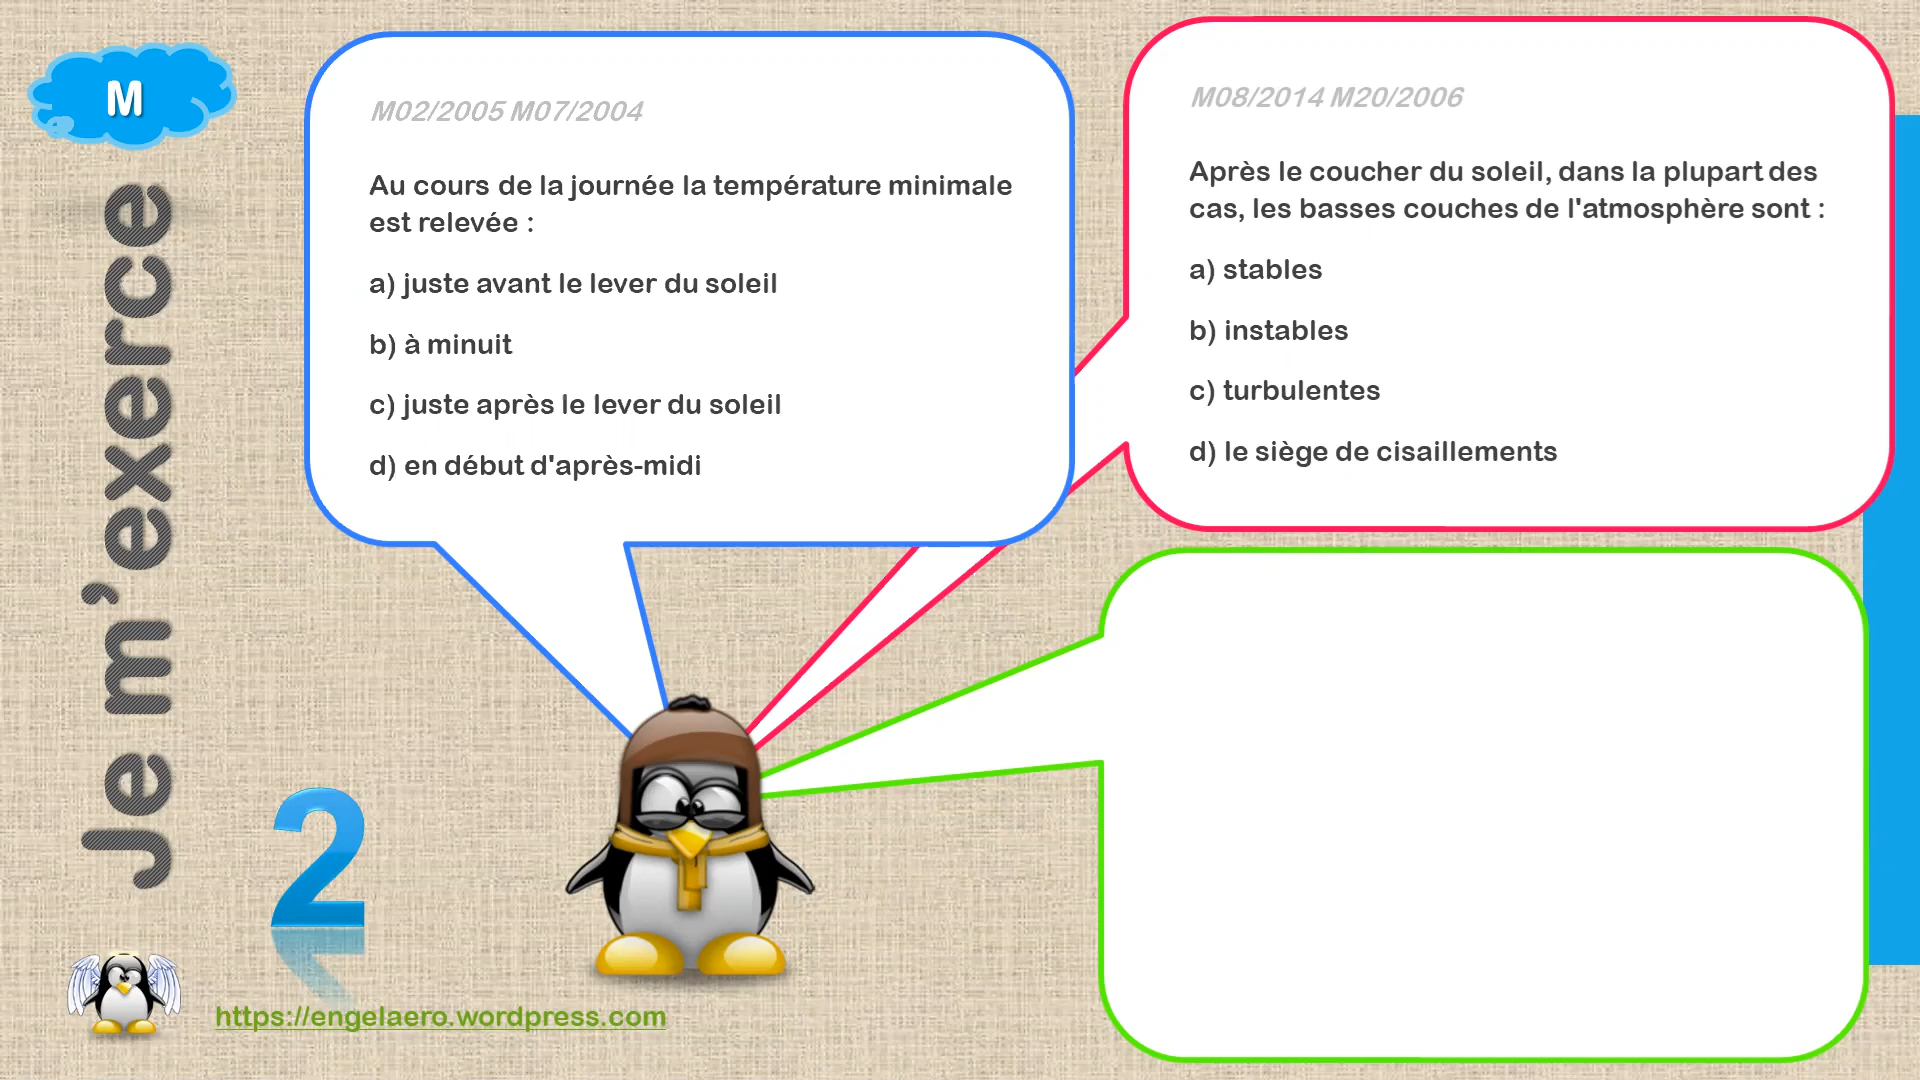 M
Je m'exerce
M02/2005 M07/2004
Au cours de la journée la température minimale
est relevée :
a) juste avant le lever du soleil
b) à minuit
c) juste après le lever du soleil
d) en début d'après-midi
M08/2014 M20/2006
Après le coucher du soleil, dans la plupart des
cas, les basses couches de l'atmosphère sont :
a) stables
b) instables
c) turbulentes
d) le siège de cisaillements
2
https://engelaero.wordpress.com